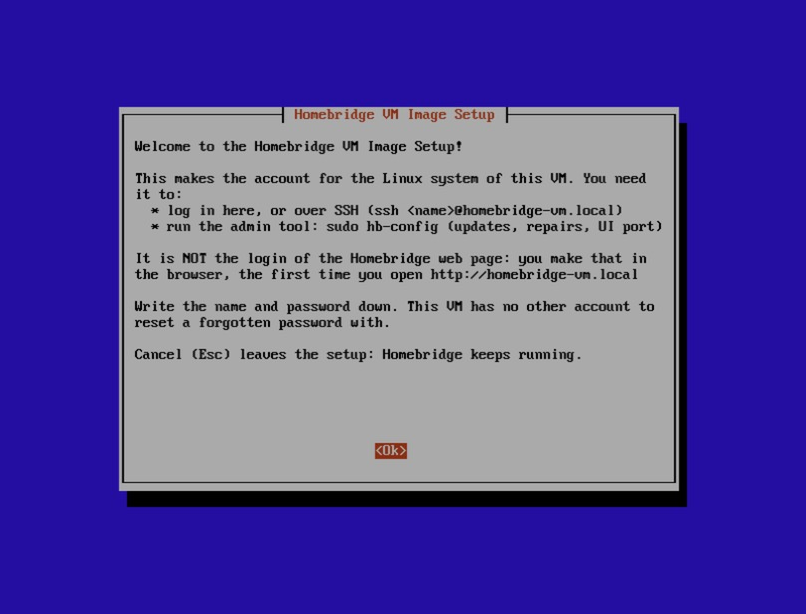 Homebridge VM Image Setup
Welcome to the Homebridge VM Image Setup!
This makes the account for the Linux system of this VM. You need
it to:
* log in here, or over SSH (ssh <name>@homebridge-vm.local)
* run the admin tool: sudo hb-config (updates, repairs, UI port)
It is NOT the login of the Homebridge web page: you make that in
the browser, the first time you open http://homebridge-vm.local
Write the name and password down. This VM has no other account to
reset a forgotten password with.
Cancel (Esc) leaves the setup: Homebridge keeps running.
<Ok>